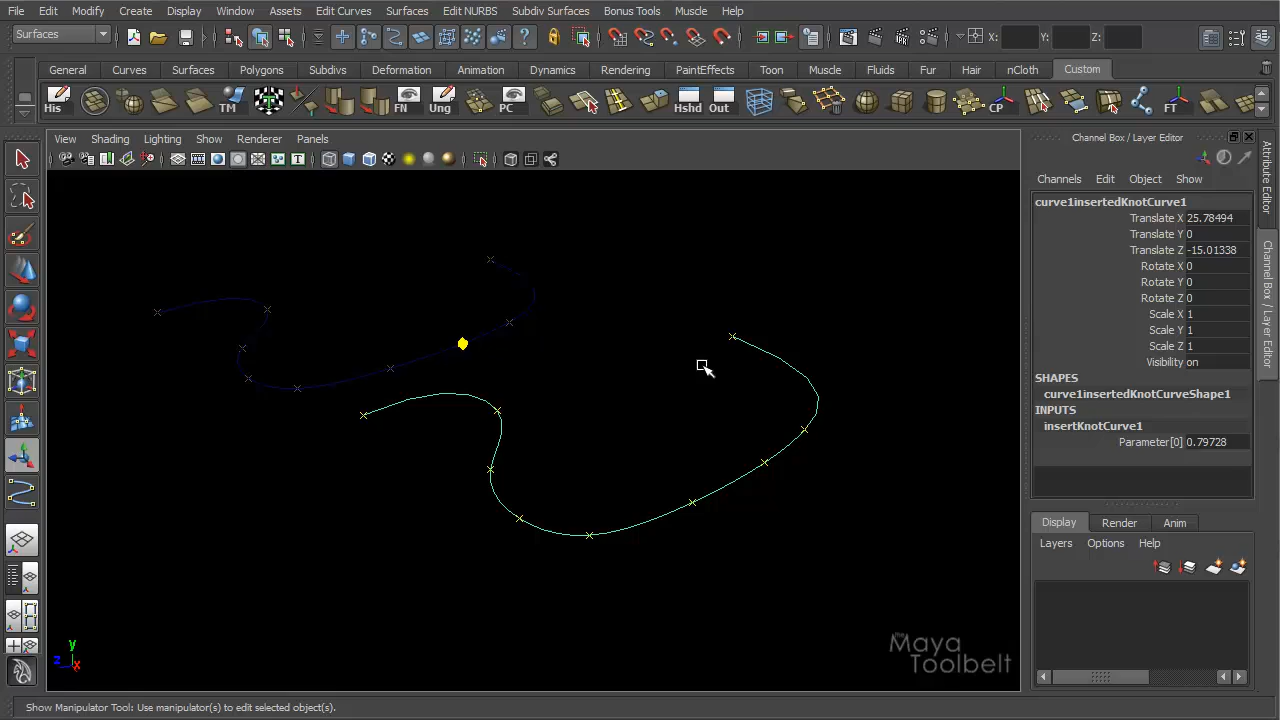 File Edit Modify Create Display Window Assets Edit Curves Surfaces Edit NURBS Subdiv Surfaces Bonus Tools Muscle Help
Surfaces X: Y: Z:
General Curves Surfaces Polygons Subdivs Deformation Animation Dynamics Rendering PaintEffects Toon Muscle Fluids Fur Hair nCloth Custom
His TM FN Ung PC Hshd Out CP FT
View Shading Lighting Show Renderer Panels
Channel Box / Layer Editor
Channels Edit Object Show
curve1insertedKnotCurve1
Translate X 25.78494
Translate Y 0
Translate Z -15.01338
Rotate X 0
Rotate Y 0
Rotate Z 0
Scale X 1
Scale Y 1
Scale Z 1
Visibility on
SHAPES
curve1insertedKnotCurveShape1
INPUTS
insertKnotCurve1
Parameter[0] 0.79728
Display Render Anim
Layers Options Help
Attribute Editor
Channel Box / Layer Editor
y
z x
The Maya
Toolbelt
Show Manipulator Tool: Use manipulator(s) to edit selected object(s).